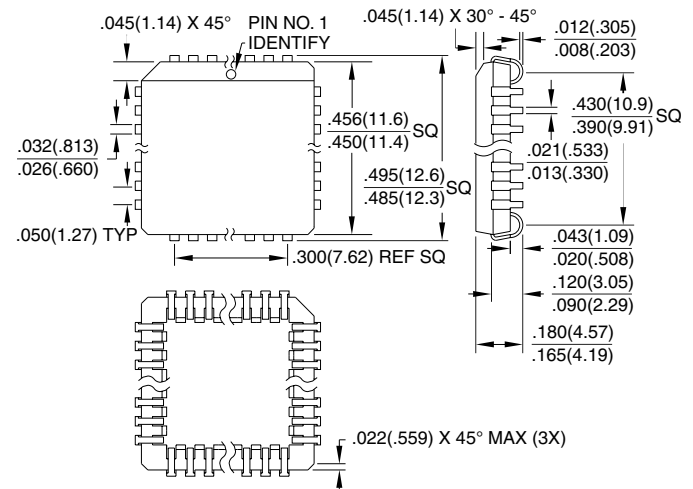 .045(1.14) X 45°
PIN NO. 1
IDENTIFY
.045(1.14) X 30° - 45°
.012(.305)
.008(.203)
.456(11.6)
.450(11.4)
SQ
.430(10.9)
.390(9.91)
SQ
.032(.813)
.026(.660)
.495(12.6)
.485(12.3)
SQ
.021(.533)
.013(.330)
.050(1.27) TYP
.300(7.62) REF SQ
.043(1.09)
.020(.508)
.120(3.05)
.090(2.29)
.180(4.57)
.165(4.19)
.022(.559) X 45° MAX (3X)